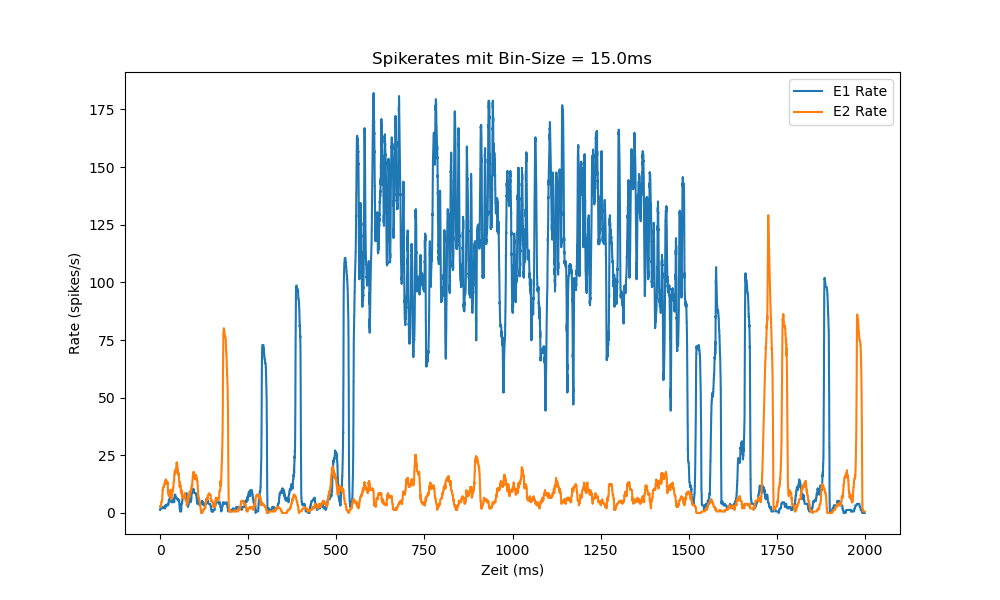 Spikerates mit Bin-Size = 15.0ms
E1 Rate
E2 Rate
175
150
125
100
75
50
25
0
Rate (spikes/s)
0 250 500 750 1000 1250 1500 1750 2000
Zeit (ms)